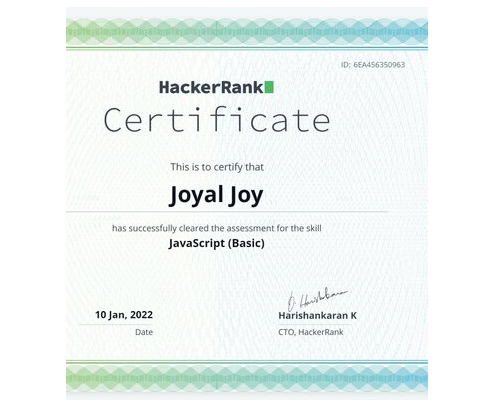 ID: 6EA456350963
HackerRank
Certificate
This is to certify that
Joyal Joy
has successfully cleared the assessment for the skill
JavaScript (Basic)
10 Jan, 2022
Date
Harishankaran K
CTO, HackerRank